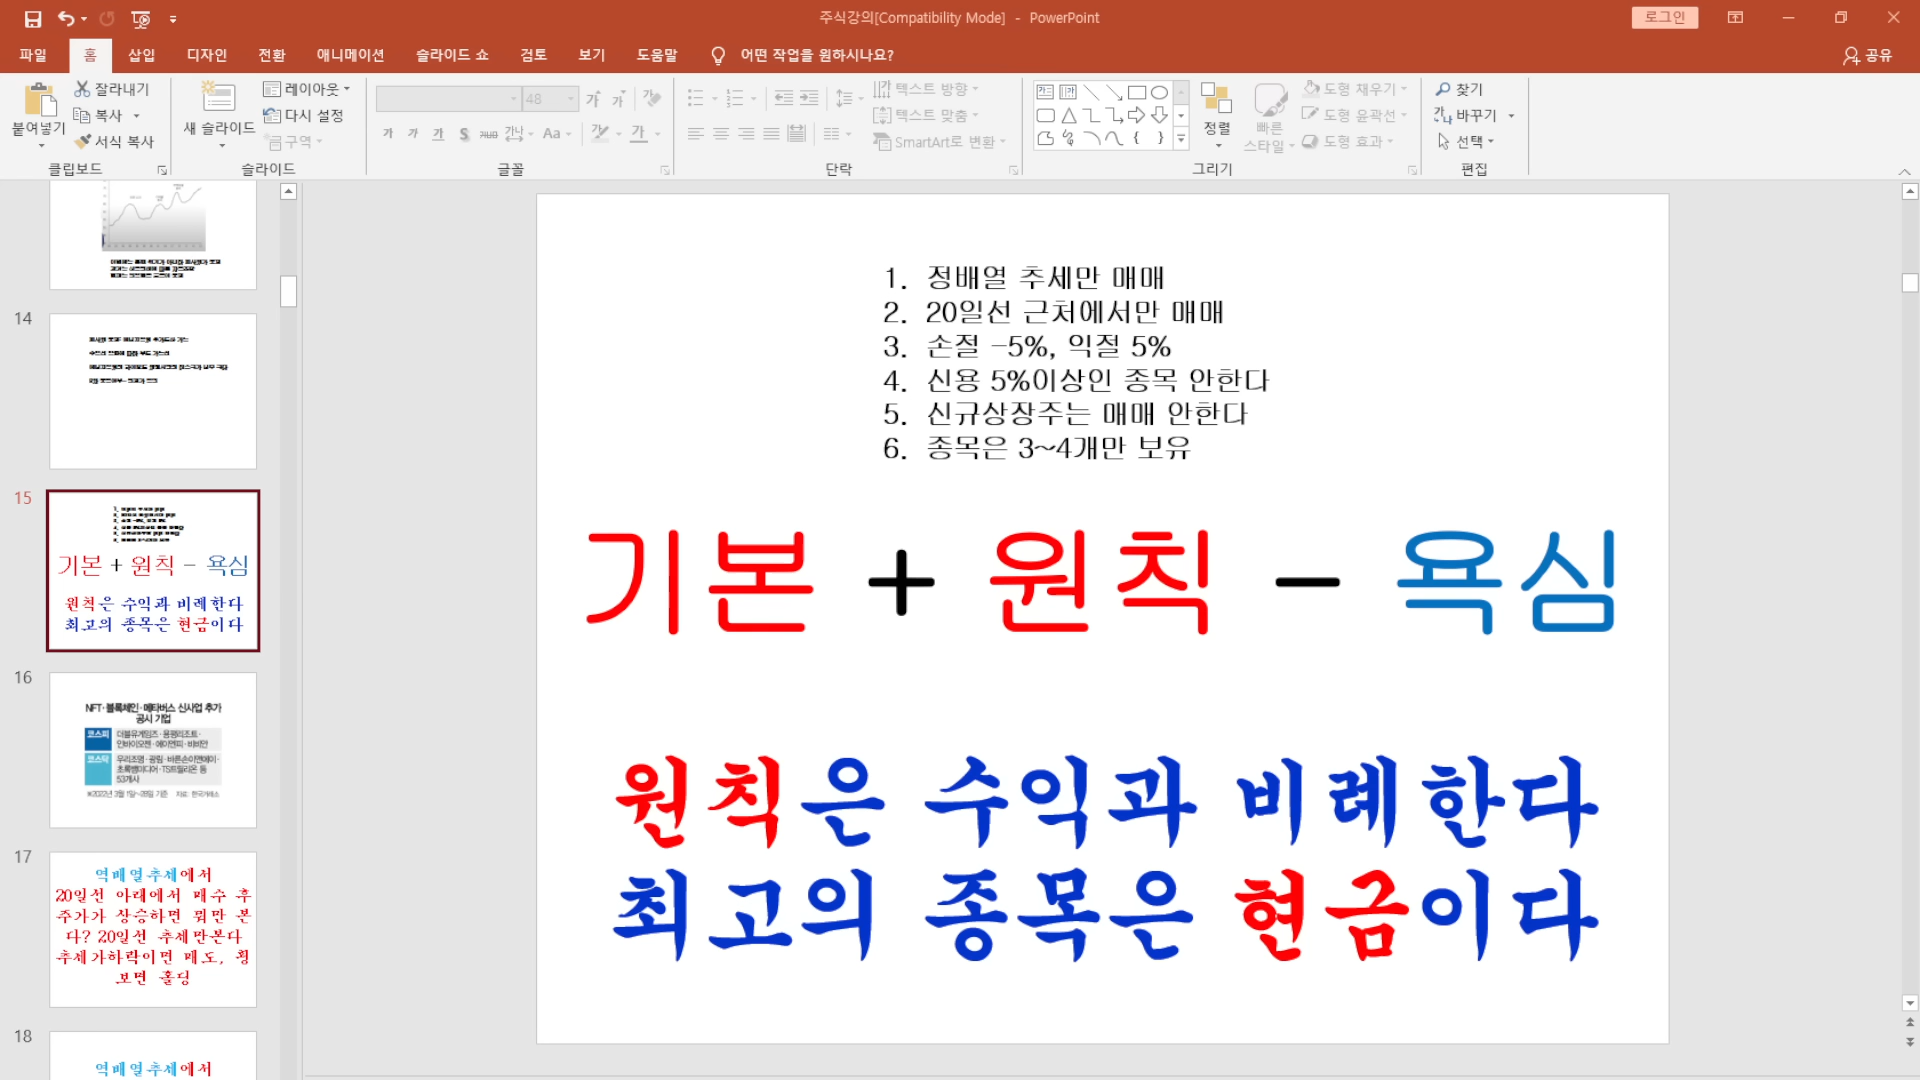 주식강의[Compatibility Mode] - PowerPoint
로그인
파일 홈 삽입 디자인 전환 애니메이션 슬라이드 쇼 검토 보기 도움말 어떤 작업을 원하시나요? 공유
붙여넣기
잘라내기
복사
서식 복사
클립보드
새 슬라이드
레이아웃
다시 설정
구역
슬라이드
48
가 가 가 S 간 Aa 가
글꼴
텍스트 방향
텍스트 맞춤
SmartArt로 변환
단락
정렬
빠른 스타일
도형 채우기
도형 윤곽선
도형 효과
그리기
찾기
바꾸기
선택
편집
14
15
기본 + 원칙 - 욕심
원칙은 수익과 비례한다
최고의 종목은 현금이다
16
NFT·블록체인·메타버스 신사업 추가
공시 기업
코스피
코스닥
53개사
17
역배열추세에서
20일선 아래에서 매수 후
주가가 상승하면 뭐만 본
다? 20일선 추세만본다
추세가하락이면 매도, 횡
보면 홀딩
18
역배열추세에서
1. 정배열 추세만 매매
2. 20일선 근처에서만 매매
3. 손절 -5%, 익절 5%
4. 신용 5%이상인 종목 안한다
5. 신규상장주는 매매 안한다
6. 종목은 3~4개만 보유
기본 + 원칙 - 욕심
원칙은 수익과 비례한다
최고의 종목은 현금이다